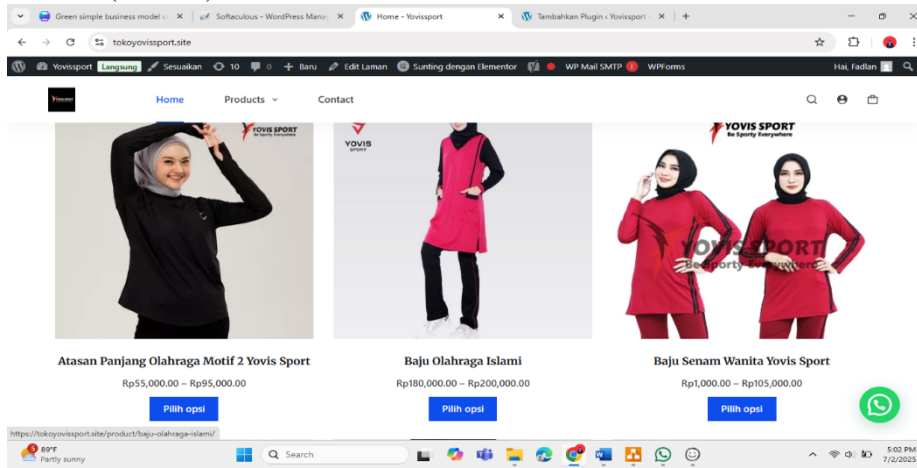 Green simple business model c
Softaculous - WordPress Manag
Home - Yovissport
Tambahkan Plugin ‹ Yovissport -
tokoyovissport.site
Yovissport Langsung Sesuaikan 10 0 Baru Edit Laman Sunting dengan Elementor WP Mail SMTP 1 WPForms Hai, Fadlan
Home Products Contact
YOVIS SPORT
Be Sporty Everywhere
YOVIS
SPORT
YOVIS SPORT
Be Sporty Everywhere
YOVIS SPORT
Be Sporty Everywhere
Atasan Panjang Olahraga Motif 2 Yovis Sport
Rp55,000.00 – Rp95,000.00
Pilih opsi
Baju Olahraga Islami
Rp180,000.00 – Rp200,000.00
Pilih opsi
Baju Senam Wanita Yovis Sport
Rp1,000.00 – Rp105,000.00
Pilih opsi
https://tokoyovissport.site/product/baju-olahraga-islami/
89°F
Partly sunny
Search
5:02 PM
7/2/2025